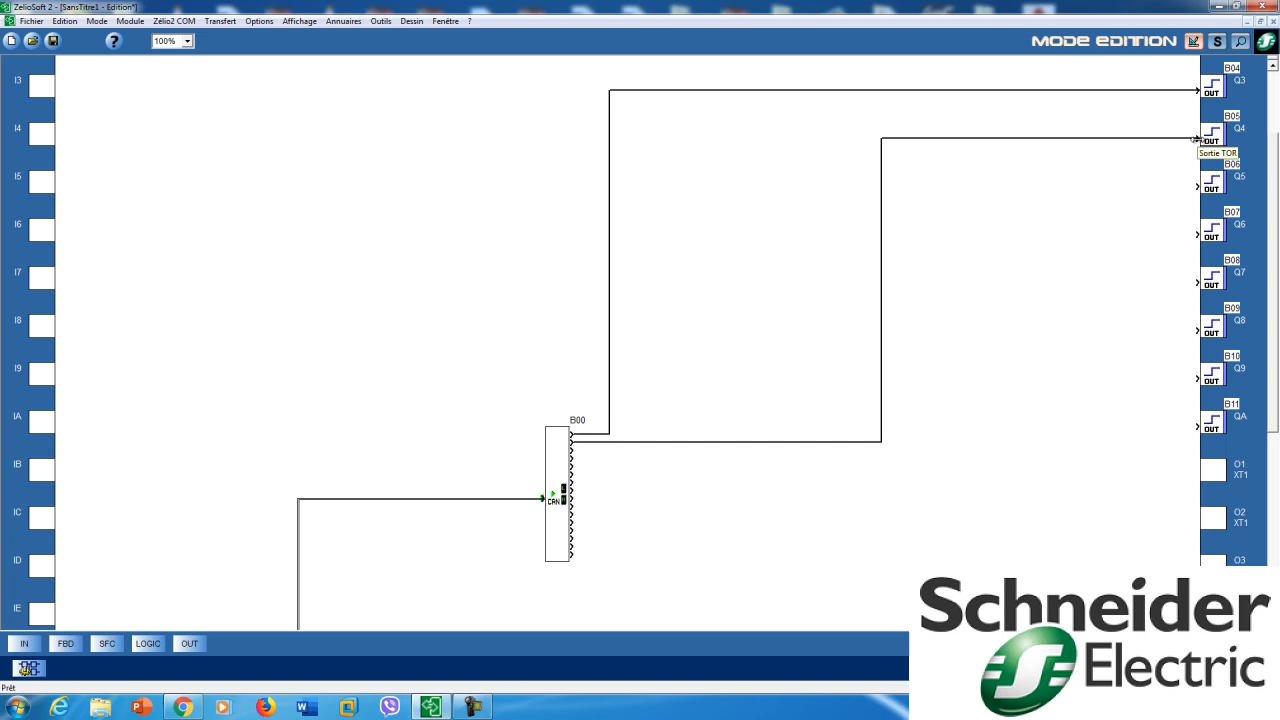 ZelioSoft 2 - [SansTitre1 - Edition*]
Fichier Edition Mode Module Zélio2 COM Transfert Options Affichage Annuaires Outils Dessin Fenêtre ?
? 100% MODE EDITION S
I3
I4
I5
I6
I7
I8
I9
IA
IB
IC
ID
IE
B00
CAN
B04
Q3
OUT
B05
Q4
OUT
Sortie TOR
B06
Q5
OUT
B07
Q6
OUT
B08
Q7
OUT
B09
Q8
OUT
B10
Q9
OUT
B11
QA
OUT
O1
XT1
O2
XT1
O3
IN FBD SFC LOGIC OUT
Prêt
Schneider
Electric